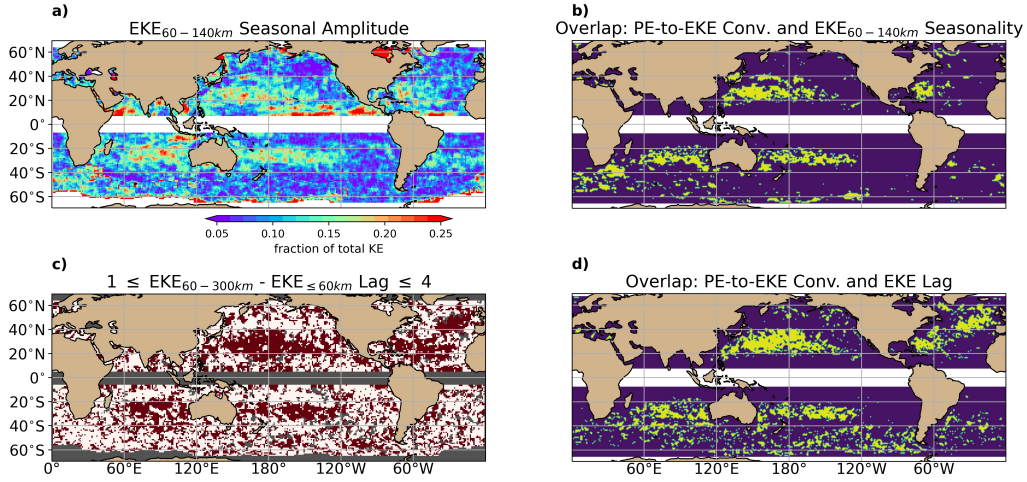 a)
EKE60−140km Seasonal Amplitude
60°N
40°N
20°N
0°
20°S
40°S
60°S
0.05 0.10 0.15 0.20 0.25
fraction of total KE
b)
Overlap: PE-to-EKE Conv. and EKE60−140km Seasonality
c)
1 ≤ EKE60−300km - EKE≤60km Lag ≤ 4
60°N
40°N
20°N
0°
20°S
40°S
60°S
0° 60°E 120°E 180° 120°W 60°W
d)
Overlap: PE-to-EKE Conv. and EKE Lag
60°E 120°E 180° 120°W 60°W